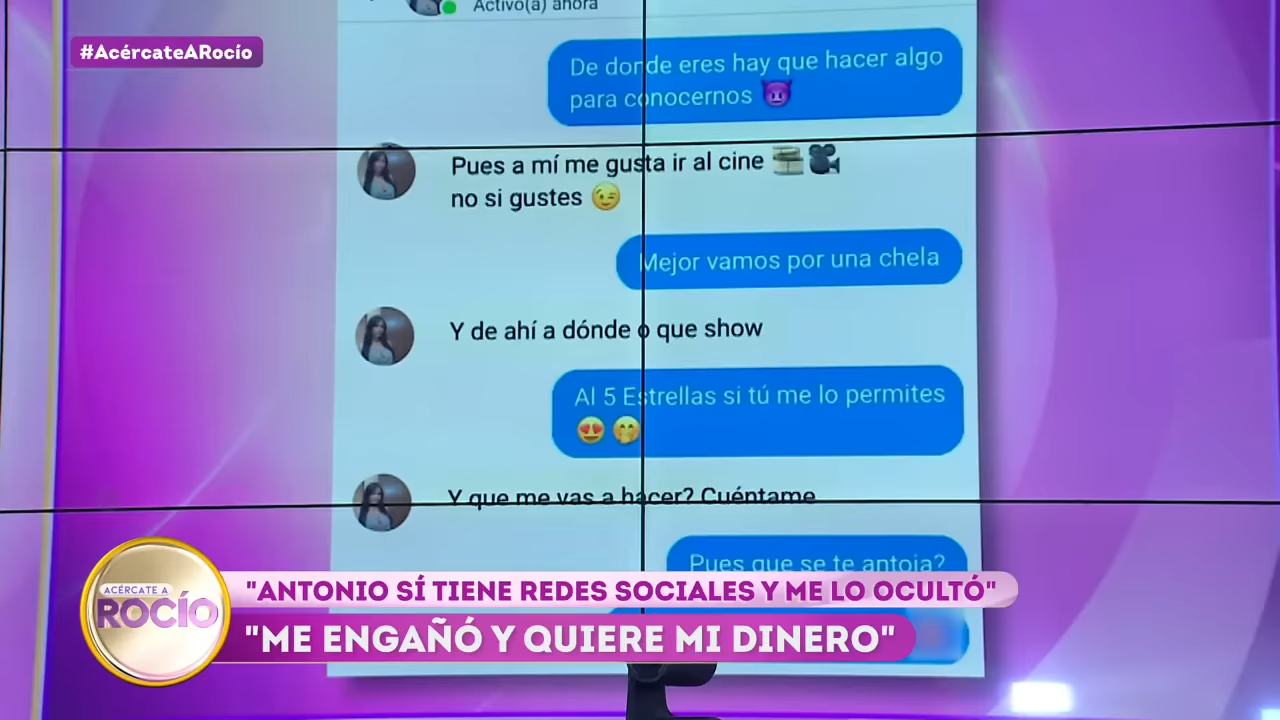 Activo(a) ahora
#AcércateARocío
De donde eres hay que hacer algo
para conocernos 😈
Pues a mí me gusta ir al cine 🎫🎥
no si gustes 😉
Mejor vamos por una chela
Y de ahí a dónde o que show
Al 5 Estrellas si tú me lo permites
😍🤭
Y que me vas a hacer? Cuéntame
Pues que se te antoja?
ACÉRCATE A
ROCÍO
"ANTONIO SÍ TIENE REDES SOCIALES Y ME LO OCULTÓ"
"ME ENGAÑÓ Y QUIERE MI DINERO"